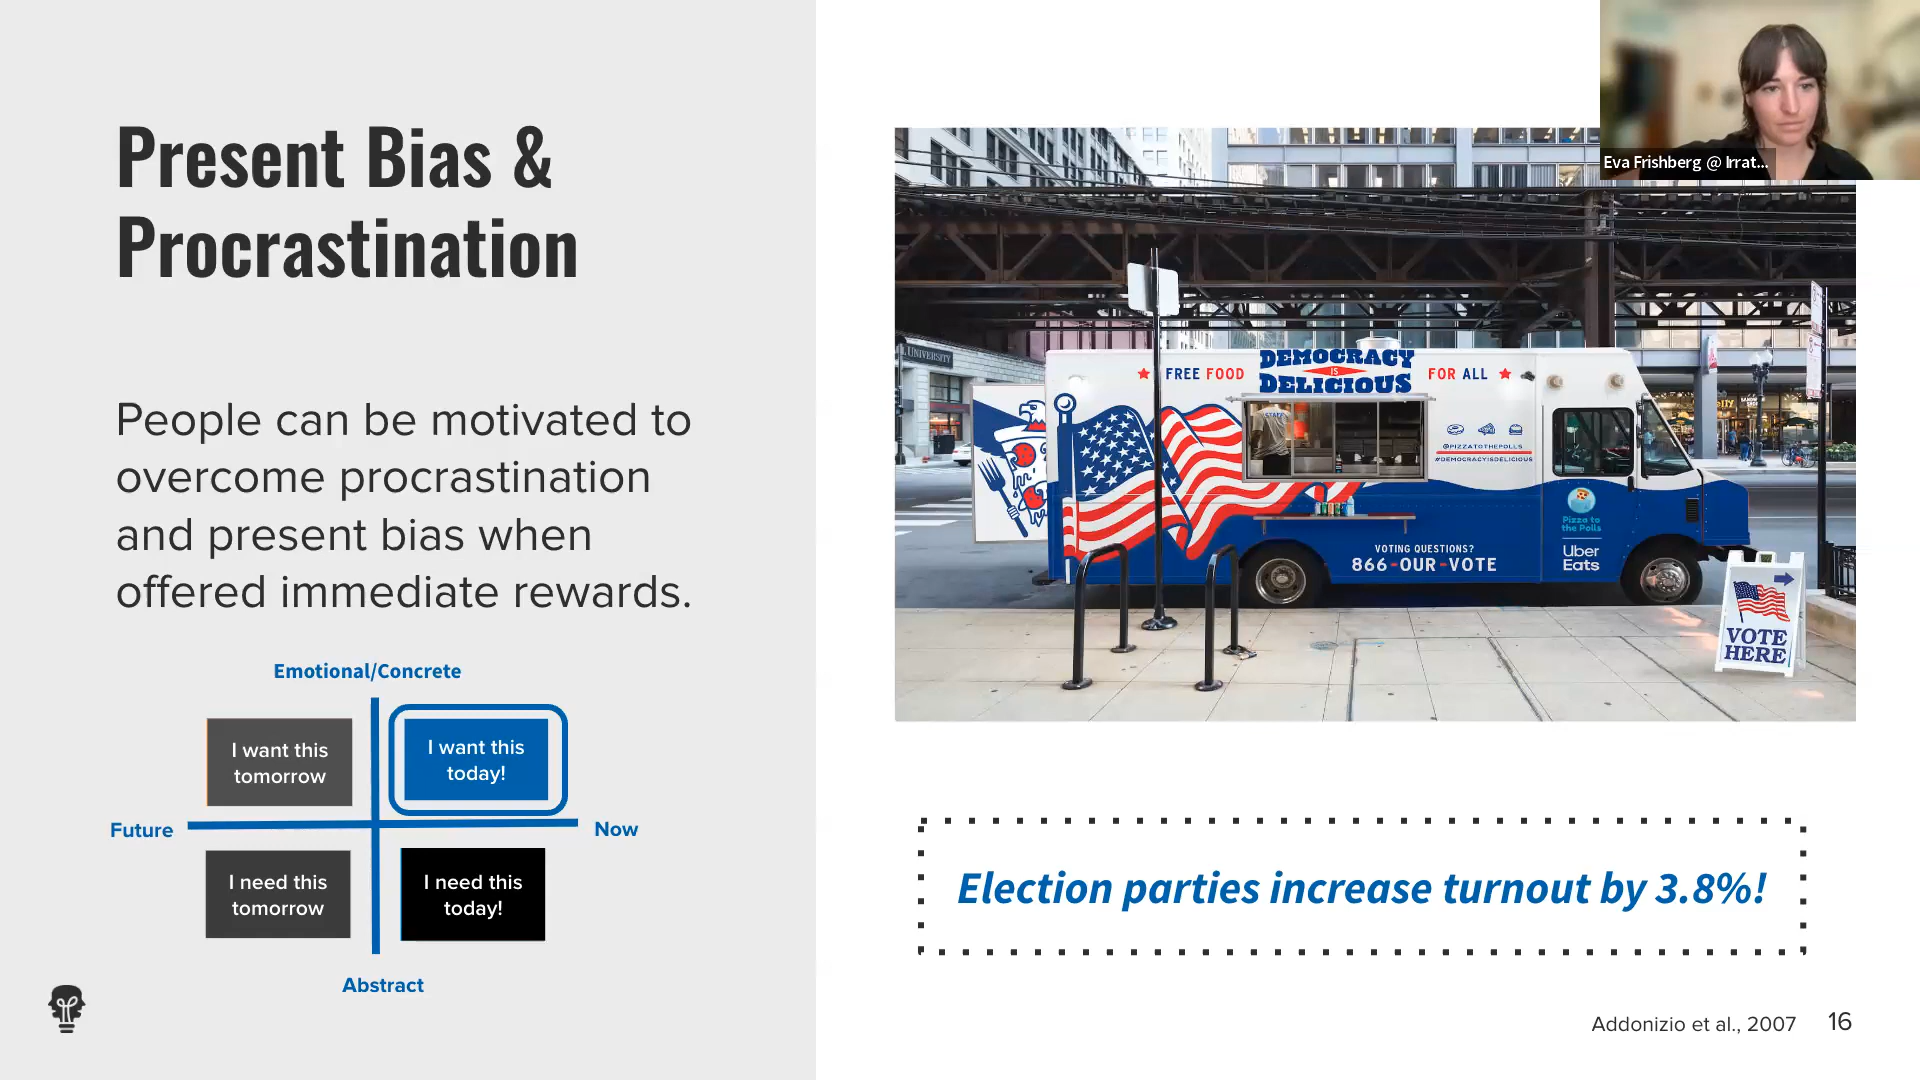 Present Bias &
Procrastination
People can be motivated to
overcome procrastination
and present bias when
offered immediate rewards.
Emotional/Concrete
I want this
tomorrow
I want this
today!
Future
Now
I need this
tomorrow
I need this
today!
Abstract
Eva Frishberg @ Irrat...
UNIVERSITY
DEMOCRACY
FREE FOOD
IS
FOR ALL
DELICIOUS
STAFF
@PIZZATOTHEPOLLS
#DEMOCRACYISDELICIOUS
Pizza to
the Polls
Uber
Eats
VOTING QUESTIONS?
866-OUR-VOTE
VOTE
HERE
Election parties increase turnout by 3.8%!
Addonizio et al., 2007
16